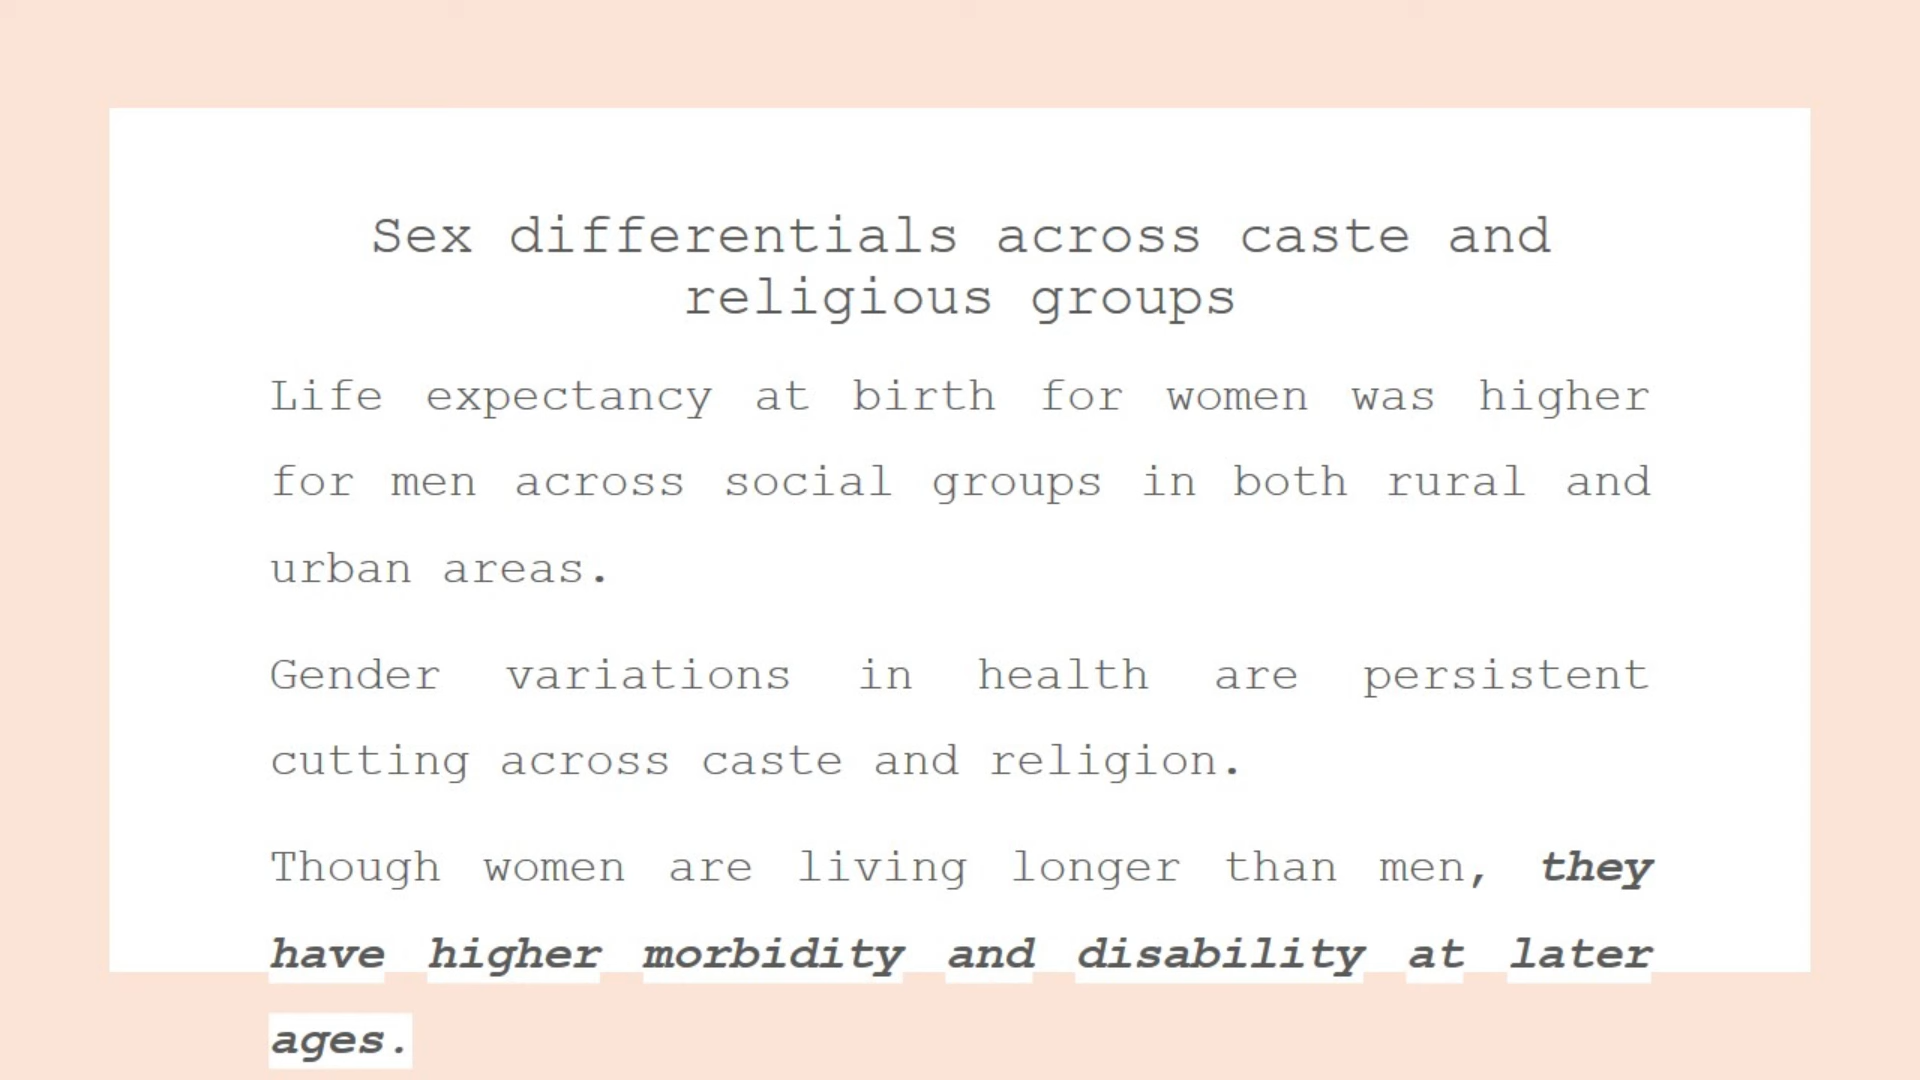 Sex differentials across caste and
religious groups
Life expectancy at birth for women was higher
for men across social groups in both rural and
urban areas.
Gender variations in health are persistent
cutting across caste and religion.
Though women are living longer than men, they
have higher morbidity and disability at later
ages.